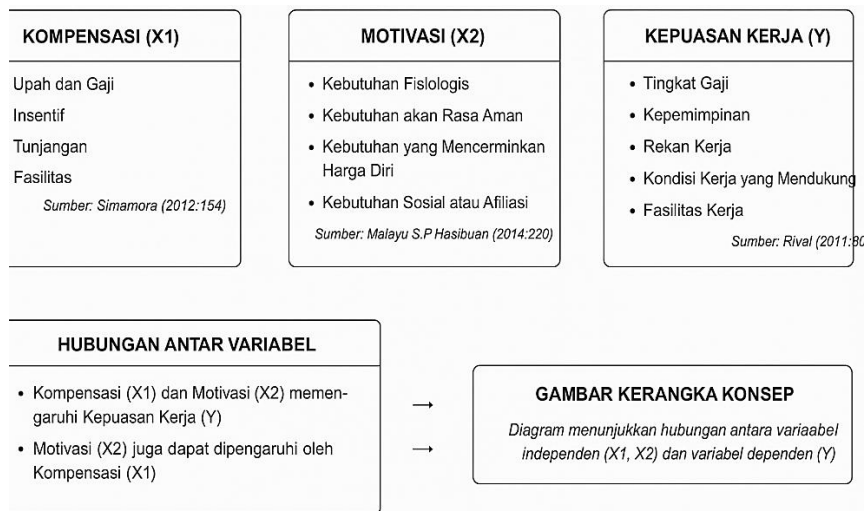 KOMPENSASI (X1)
Upah dan Gaji
Insentif
Tunjangan
Fasilitas
Sumber: Simamora (2012:154)
MOTIVASI (X2)
• Kebutuhan Fislologis
• Kebutuhan akan Rasa Aman
• Kebutuhan yang Mencerminkan
Harga Diri
• Kebutuhan Sosial atau Afiliasi
Sumber: Malayu S.P Hasibuan (2014:220)
KEPUASAN KERJA (Y)
• Tingkat Gaji
• Kepemimpinan
• Rekan Kerja
• Kondisi Kerja yang Mendukung
• Fasilitas Kerja
Sumber: Rival (2011:80
HUBUNGAN ANTAR VARIABEL
• Kompensasi (X1) dan Motivasi (X2) memen-
garuhi Kepuasan Kerja (Y)
• Motivasi (X2) juga dapat dipengaruhi oleh
Kompensasi (X1)
→
→
GAMBAR KERANGKA KONSEP
Diagram menunjukkan hubungan antara variaabel
independen (X1, X2) dan variabel dependen (Y)